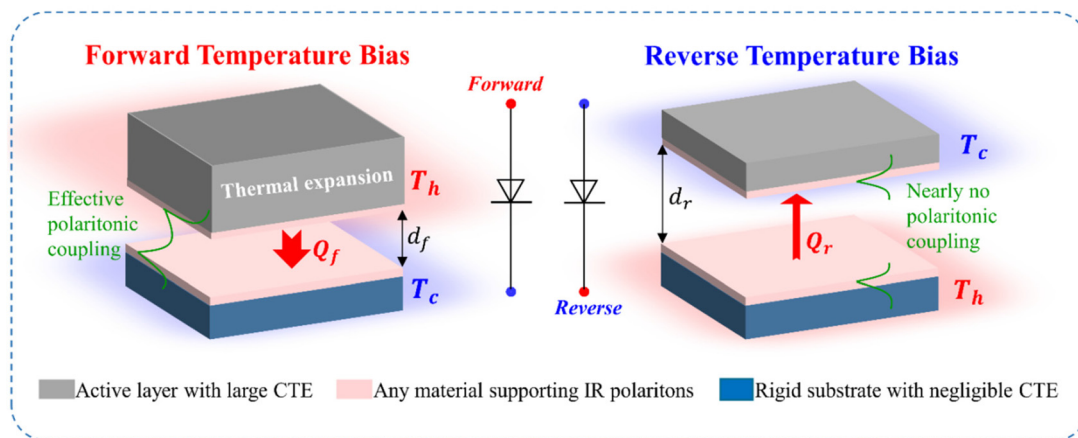 Forward Temperature Bias
Reverse Temperature Bias
Forward
Thermal expansion
T_h
Effective
polaritonic
coupling
Q_f
d_f
T_c
Reverse
T_c
d_r
Nearly no
polaritonic
coupling
Q_r
T_h
Active layer with large CTE
Any material supporting IR polaritons
Rigid substrate with negligible CTE